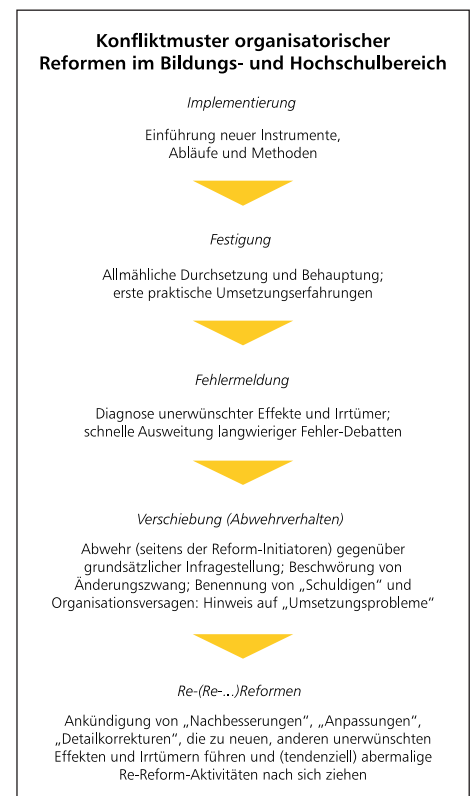 Konfliktmuster organisatorischer
Reformen im Bildungs- und Hochschulbereich
Implementierung
Einführung neuer Instrumente,
Abläufe und Methoden
Festigung
Allmähliche Durchsetzung und Behauptung;
erste praktische Umsetzungserfahrungen
Fehlermeldung
Diagnose unerwünschter Effekte und Irrtümer;
schnelle Ausweitung langwieriger Fehler-Debatten
Verschiebung (Abwehrverhalten)
Abwehr (seitens der Reform-Initiatoren) gegenüber
grundsätzlicher Infragestellung; Beschwörung von
Änderungszwang; Benennung von „Schuldigen“ und
Organisationsversagen: Hinweis auf „Umsetzungsprobleme“
Re-(Re-...)Reformen
Ankündigung von „Nachbesserungen“, „Anpassungen“,
„Detailkorrekturen“, die zu neuen, anderen unerwünschten
Effekten und Irrtümern führen und (tendenziell) abermalige
Re-Reform-Aktivitäten nach sich ziehen